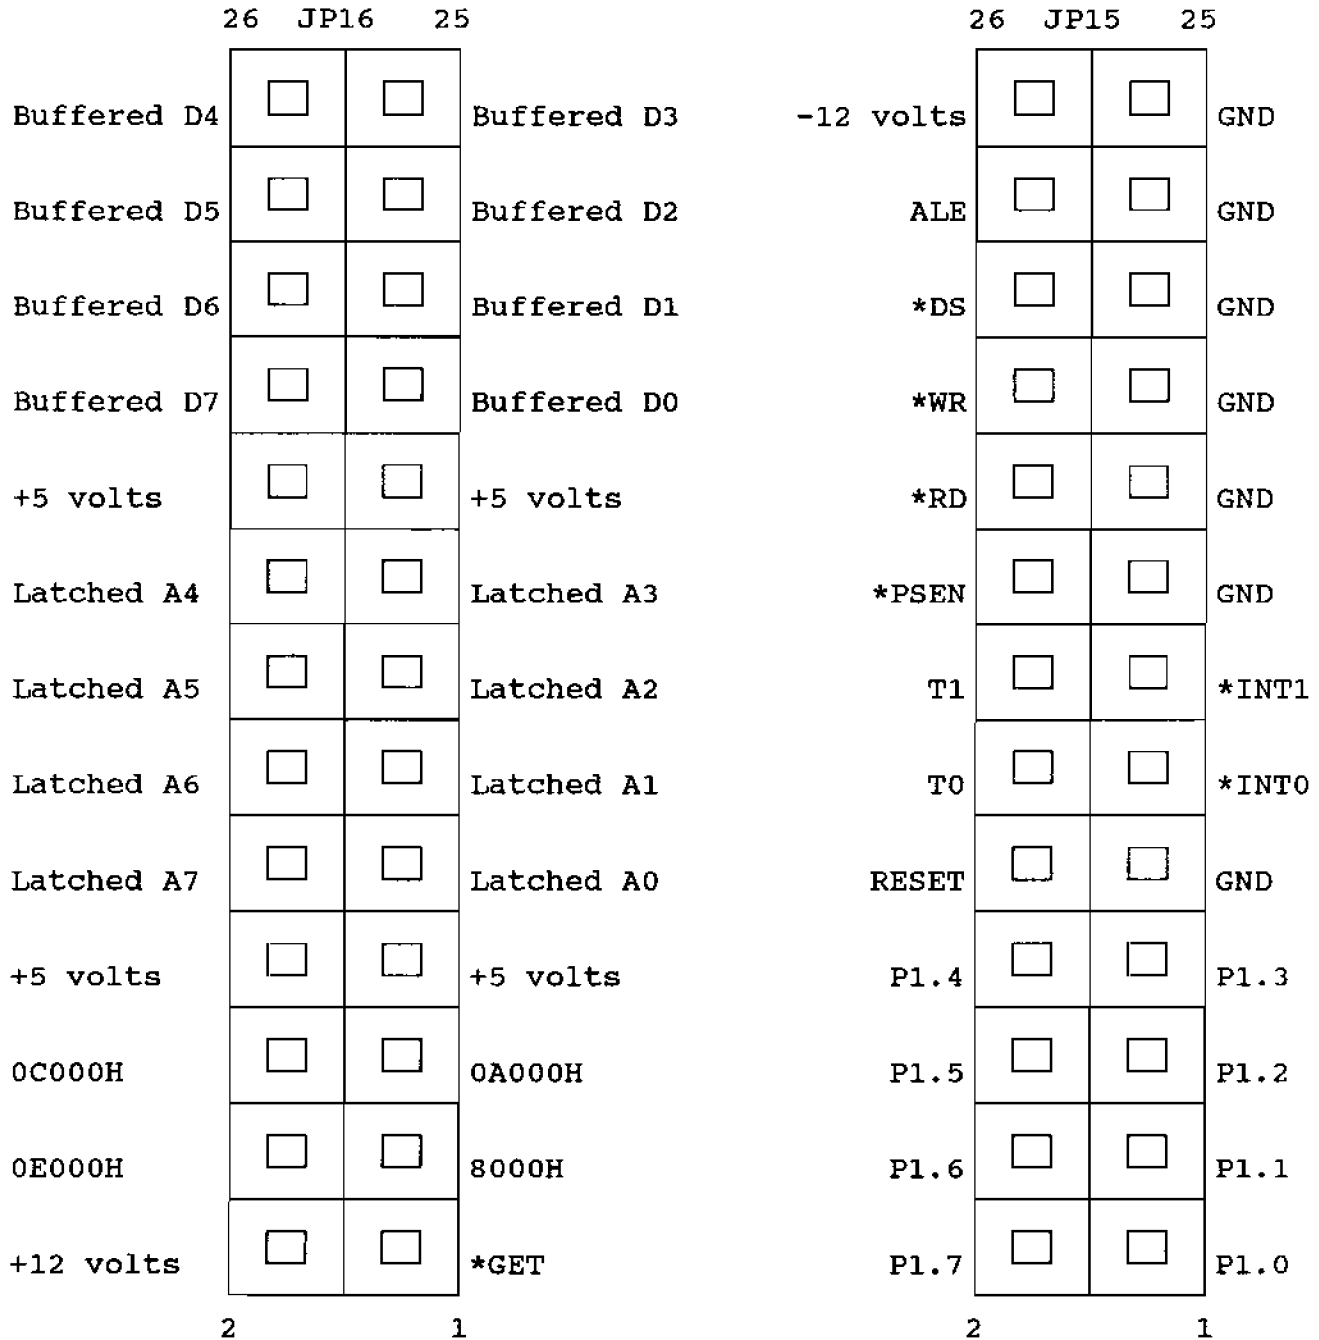 26 JP16 25 26 JP15 25
Buffered D4 Buffered D3 -12 volts GND
Buffered D5 Buffered D2 ALE GND
Buffered D6 Buffered D1 *DS GND
Buffered D7 Buffered D0 *WR GND
+5 volts +5 volts *RD GND
Latched A4 Latched A3 *PSEN GND
Latched A5 Latched A2 T1 *INT1
Latched A6 Latched A1 T0 *INT0
Latched A7 Latched A0 RESET GND
+5 volts +5 volts P1.4 P1.3
0C000H 0A000H P1.5 P1.2
0E000H 8000H P1.6 P1.1
+12 volts *GET P1.7 P1.0
2 1 2 1